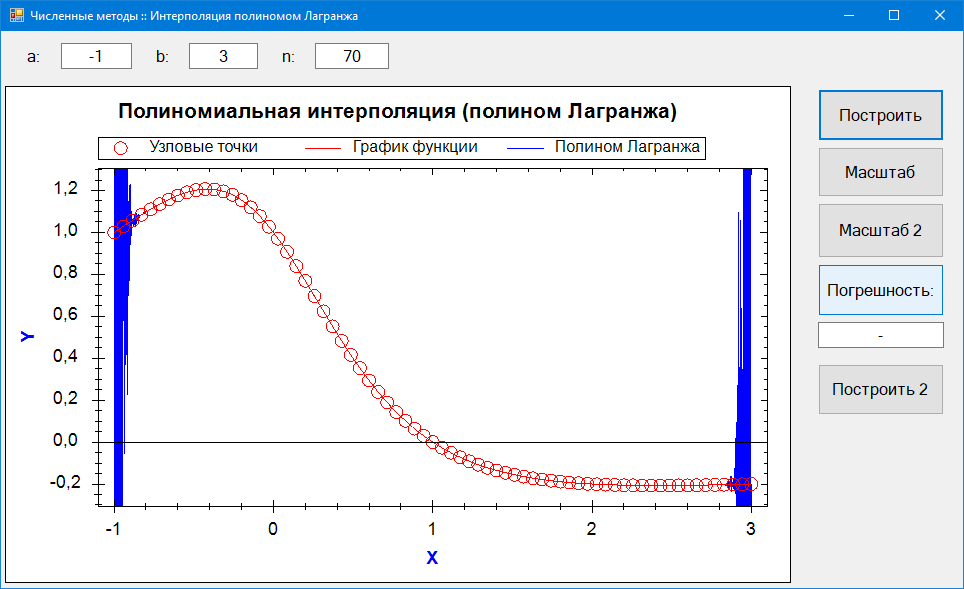 Численные методы :: Интерполяция полиномом Лагранжа
a: -1 b: 3 n: 70
Полиномиальная интерполяция (полином Лагранжа)
Узловые точки График функции Полином Лагранжа
1,2
1,0
0,8
0,6
0,4
0,2
0,0
-0,2
Y
-1 0 1 2 3
X
Построить
Масштаб
Масштаб 2
Погрешность:
-
Построить 2